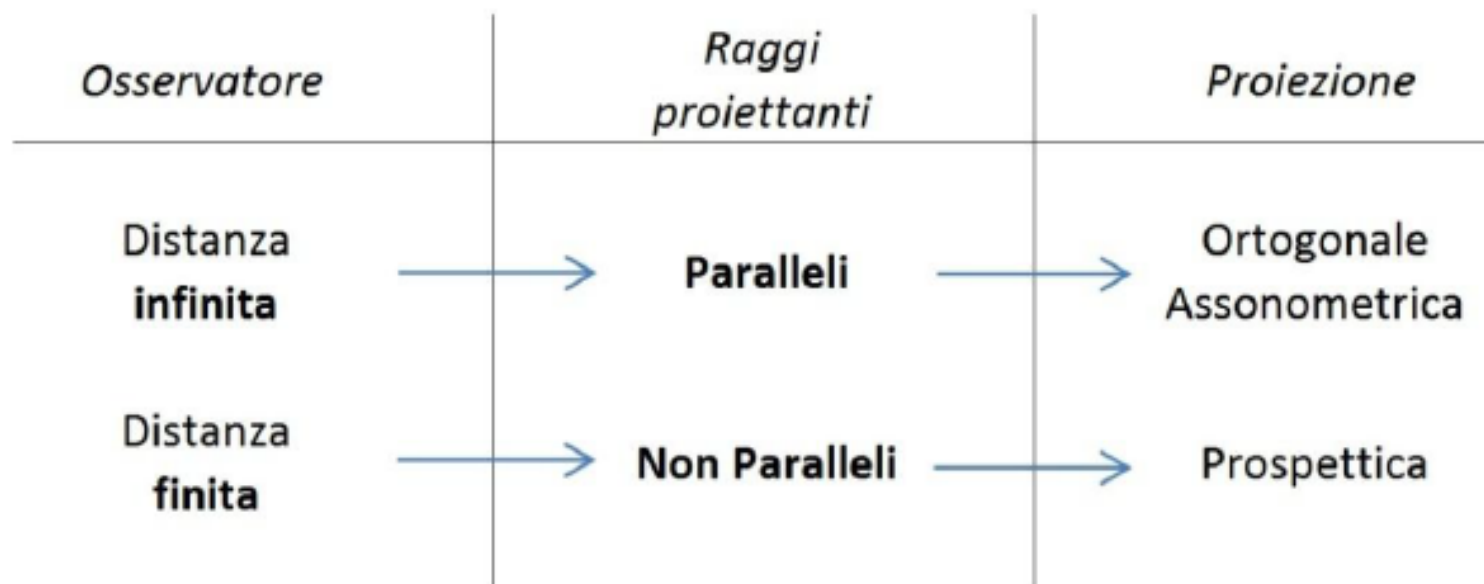 Osservatore
Raggi
proiettanti
Proiezione
Distanza
infinita
Paralleli
Ortogonale
Assonometrica
Distanza
finita
Non Paralleli
Prospettica